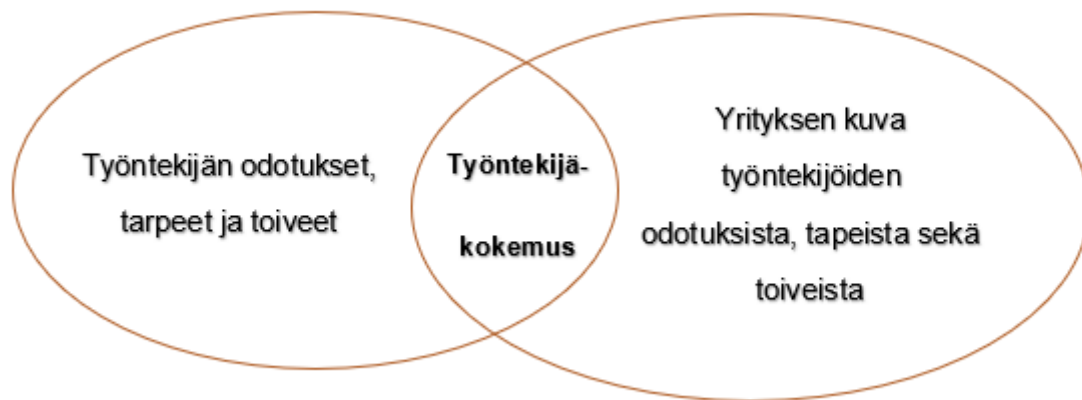 Työntekijän odotukset,
tarpeet ja toiveet
Työntekijä-
kokemus
Yrityksen kuva
työntekijöiden
odotuksista, tapeista sekä
toiveista